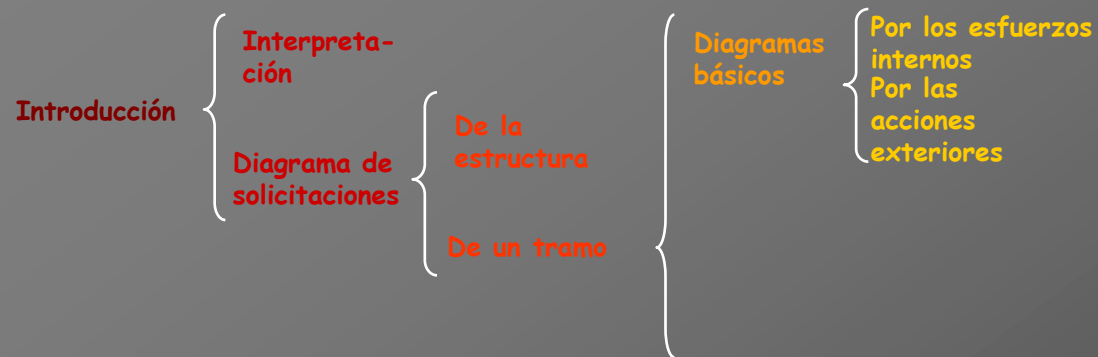 Introducción
Interpreta-
ción
Diagrama de
solicitaciones
De la
estructura
De un tramo
Diagramas
básicos
Por los esfuerzos
internos
Por las
acciones
exteriores